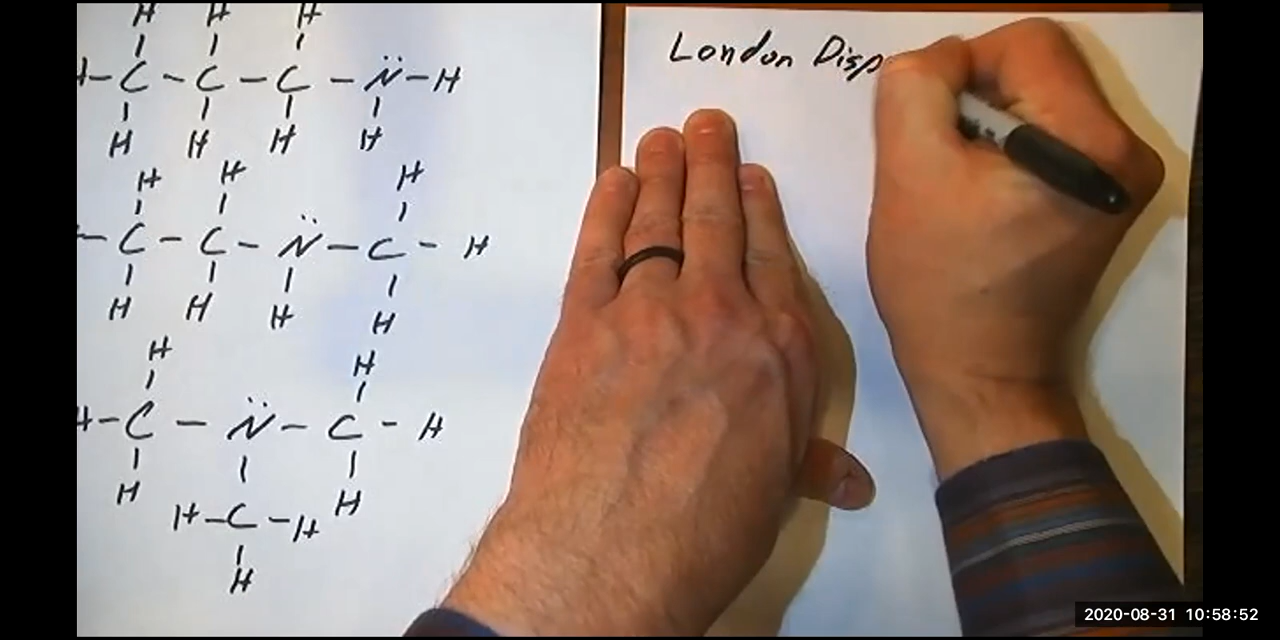 H H H
H-C-C-C-N̈-H
H H H H
H H H
-C-C-N̈-C-H
H H H H
H H
H-C-N̈-C-H
H H
H-C-H
H
London Disp
2020-08-31 10:58:52